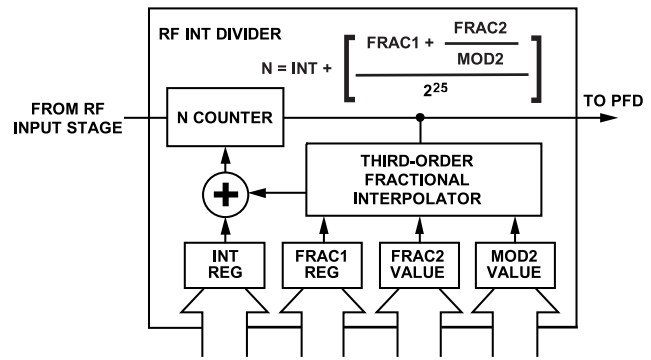 RF INT DIVIDER
N = INT + [ FRAC1 + FRAC2
MOD2
2^25 ]
FROM RF
INPUT STAGE
N COUNTER
TO PFD
+
THIRD-ORDER
FRACTIONAL
INTERPOLATOR
INT
REG
FRAC1
REG
FRAC2
VALUE
MOD2
VALUE